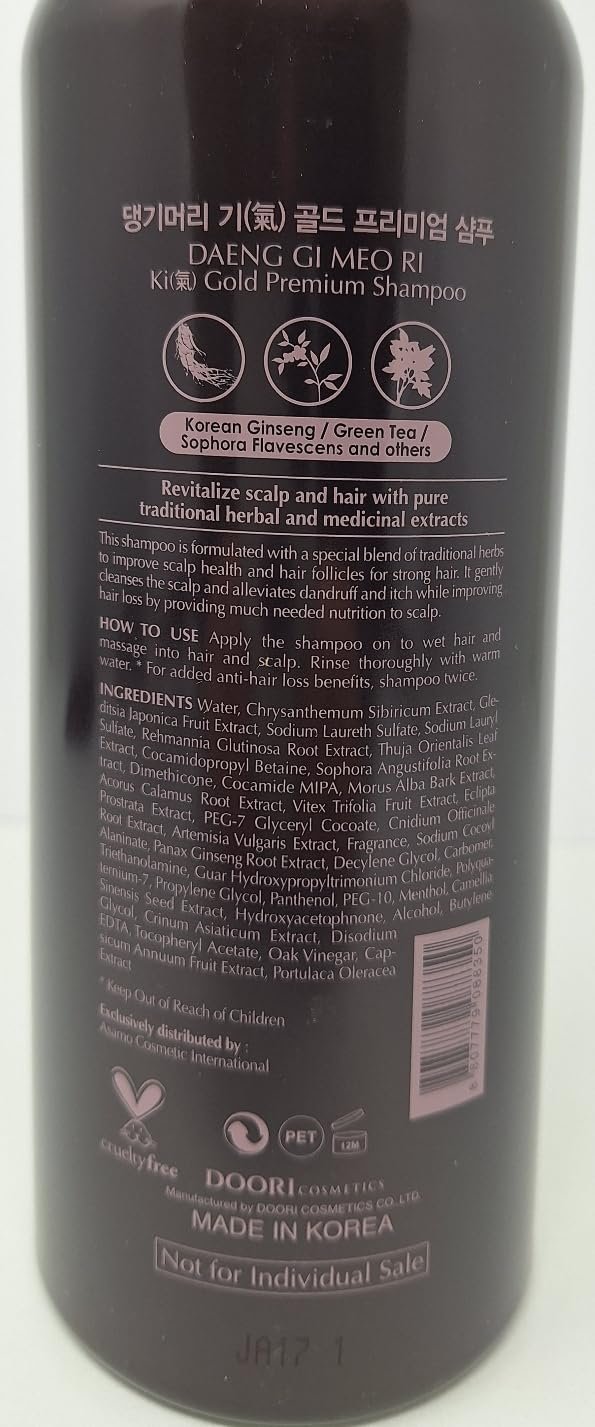 댕기머리 기(氣) 골드 프리미엄 샴푸
DAENG GI MEO RI
Ki(氣) Gold Premium Shampoo
Korean Ginseng / Green Tea /
Sophora Flavescens and others
Revitalize scalp and hair with pure
traditional herbal and medicinal extracts
This shampoo is formulated with a special blend of traditional herbs
to improve scalp health and hair follicles for strong hair. It gently
cleanses the scalp and alleviates dandruff and itch while improving
hair loss by providing much needed nutrition to scalp.
HOW TO USE Apply the shampoo on to wet hair and
massage into hair and scalp. Rinse thoroughly with warm
water. * For added anti-hair loss benefits, shampoo twice.
INGREDIENTS Water, Chrysanthemum Sibiricum Extract, Gle-
ditsia Japonica Fruit Extract, Sodium Laureth Sulfate, Sodium Lauryl
Sulfate, Rehmannia Glutinosa Root Extract, Thuja Orientalis Leaf
Extract, Cocamidopropyl Betaine, Sophora Angustifolia Root Ex-
tract, Dimethicone, Cocamide MIPA, Morus Alba Bark Extract,
Acorus Calamus Root Extract, Vitex Trifolia Fruit Extract, Eclipta
Prostrata Extract, PEG-7 Glyceryl Cocoate, Cnidium Officinale
Root Extract, Artemisia Vulgaris Extract, Fragrance, Sodium Cocoyl
Alaninate, Panax Ginseng Root Extract, Decylene Glycol, Carbomer,
Triethanolamine, Guar Hydroxypropyltrimonium Chloride, Polyqua-
ternium-7, Propylene Glycol, Panthenol, PEG-10, Menthol, Camellia
Sinensis Seed Extract, Hydroxyacetophnone, Alcohol, Butylene
Glycol, Crinum Asiaticum Extract, Disodium
EDTA, Tocopheryl Acetate, Oak Vinegar, Cap-
sicum Annuum Fruit Extract, Portulaca Oleracea
Extract
* Keep Out of Reach of Children
Exclusively distributed by :
Asamo Cosmetic International
8 807779 088350
crueltyfree
PET
12M
DOORI COSMETICS
Manufactured by DOORI COSMETICS CO. LTD.
MADE IN KOREA
Not for Individual Sale
JA17 1